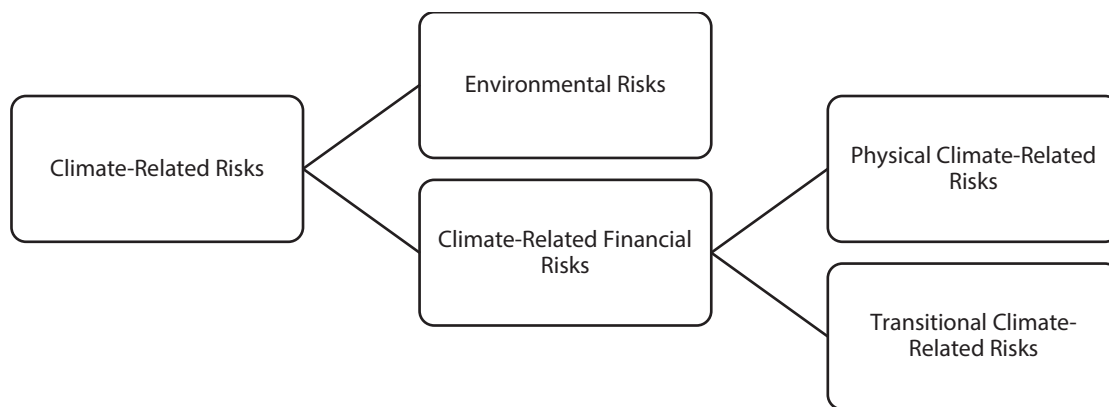 Environmental Risks
Climate-Related Risks
Physical Climate-Related
Risks
Climate-Related Financial
Risks
Transitional Climate-
Related Risks